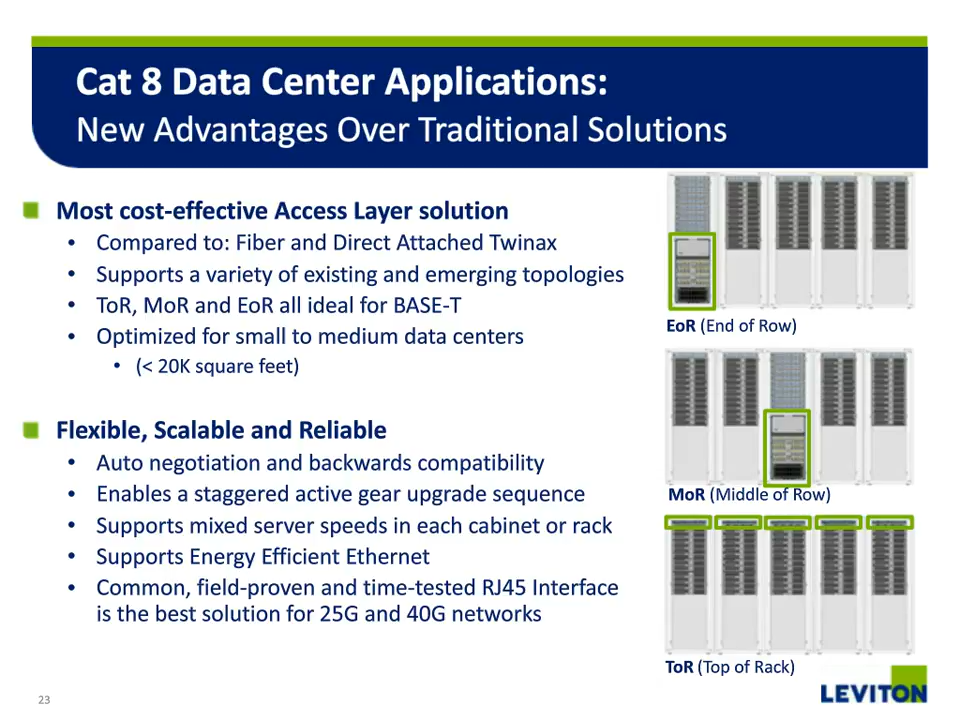 Cat 8 Data Center Applications:
New Advantages Over Traditional Solutions
Most cost-effective Access Layer solution
• Compared to: Fiber and Direct Attached Twinax
• Supports a variety of existing and emerging topologies
• ToR, MoR and EoR all ideal for BASE-T
• Optimized for small to medium data centers
• (< 20K square feet)
Flexible, Scalable and Reliable
• Auto negotiation and backwards compatibility
• Enables a staggered active gear upgrade sequence
• Supports mixed server speeds in each cabinet or rack
• Supports Energy Efficient Ethernet
• Common, field-proven and time-tested RJ45 Interface
is the best solution for 25G and 40G networks
EoR (End of Row)
MoR (Middle of Row)
ToR (Top of Rack)
23
LEVITON